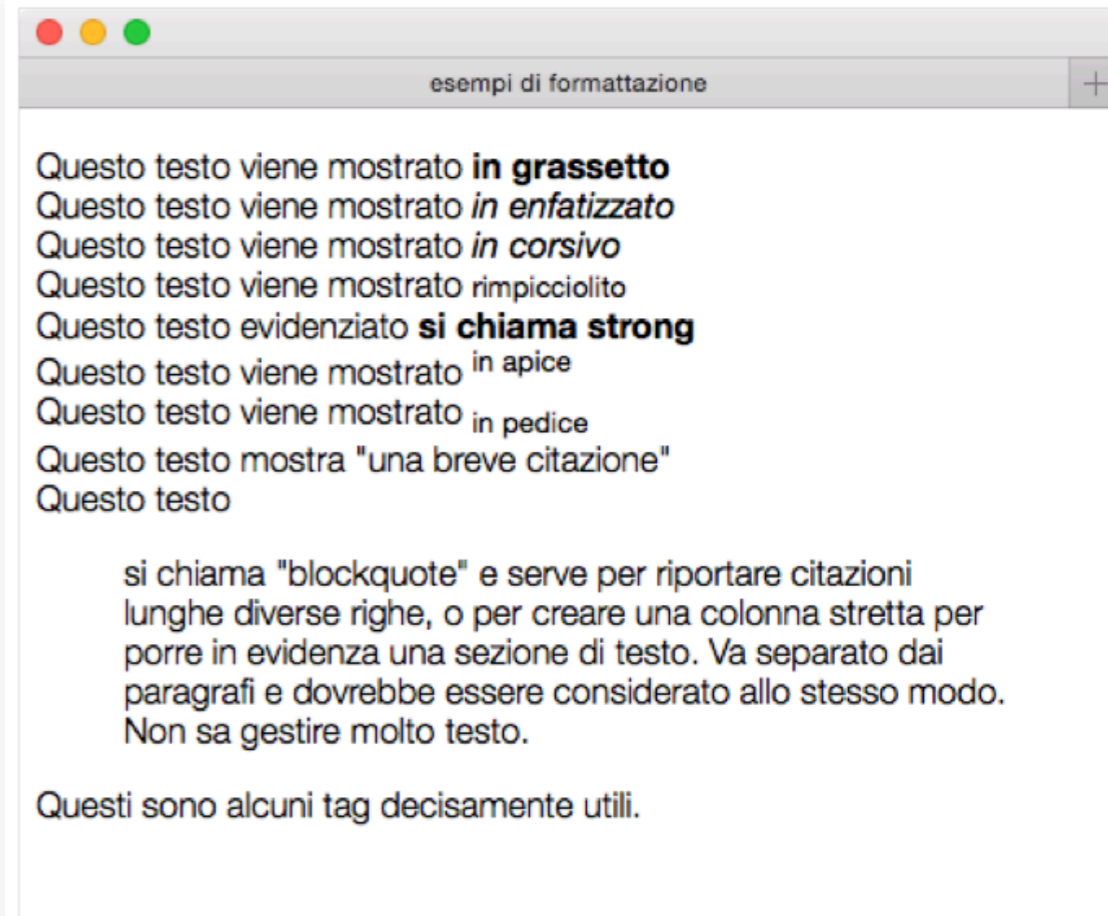 esempi di formattazione
Questo testo viene mostrato in grassetto
Questo testo viene mostrato in enfatizzato
Questo testo viene mostrato in corsivo
Questo testo viene mostrato rimpicciolito
Questo testo evidenziato si chiama strong
Questo testo viene mostrato in apice
Questo testo viene mostrato in pedice
Questo testo mostra "una breve citazione"
Questo testo
si chiama "blockquote" e serve per riportare citazioni
lunghe diverse righe, o per creare una colonna stretta per
porre in evidenza una sezione di testo. Va separato dai
paragrafi e dovrebbe essere considerato allo stesso modo.
Non sa gestire molto testo.
Questi sono alcuni tag decisamente utili.